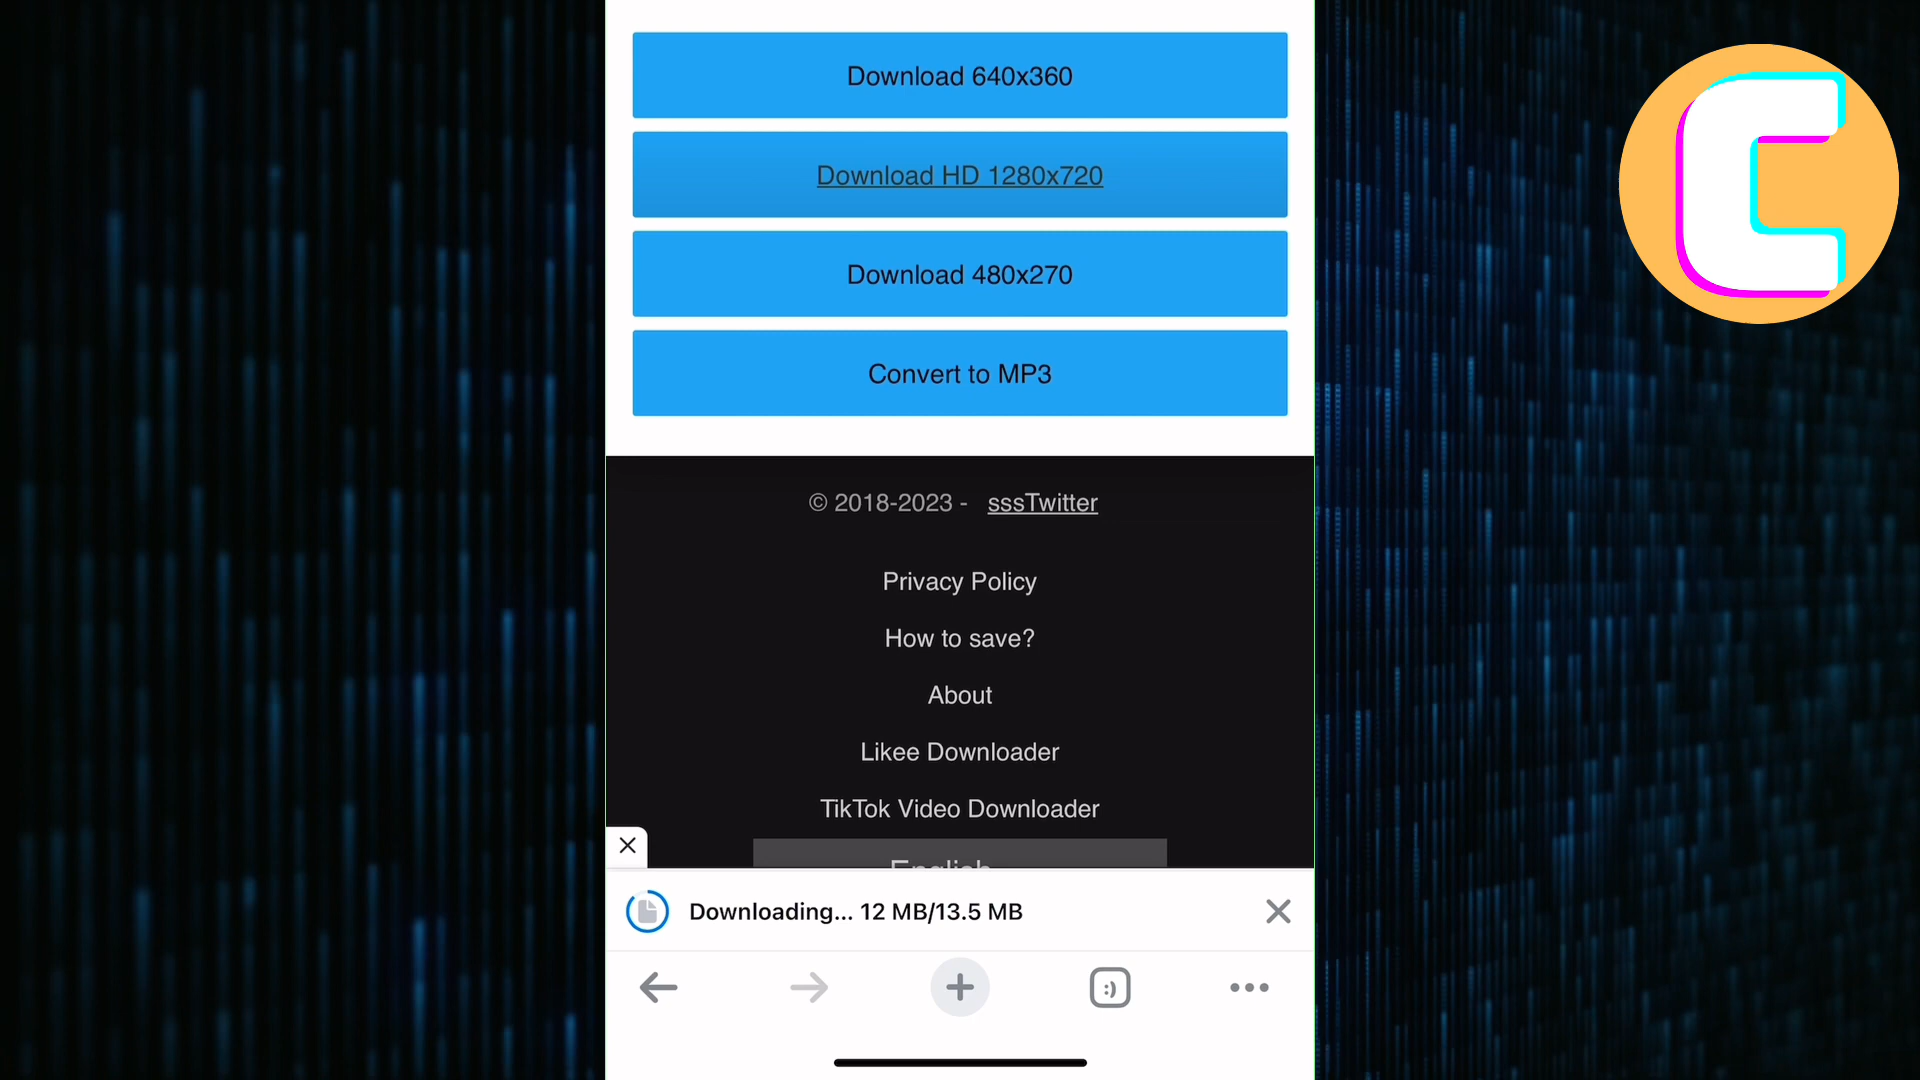 Download 640x360
Download HD 1280x720
Download 480x270
Convert to MP3
© 2018-2023 - sssTwitter
Privacy Policy
How to save?
About
Likee Downloader
TikTok Video Downloader
English
Downloading... 12 MB/13.5 MB
:)
C